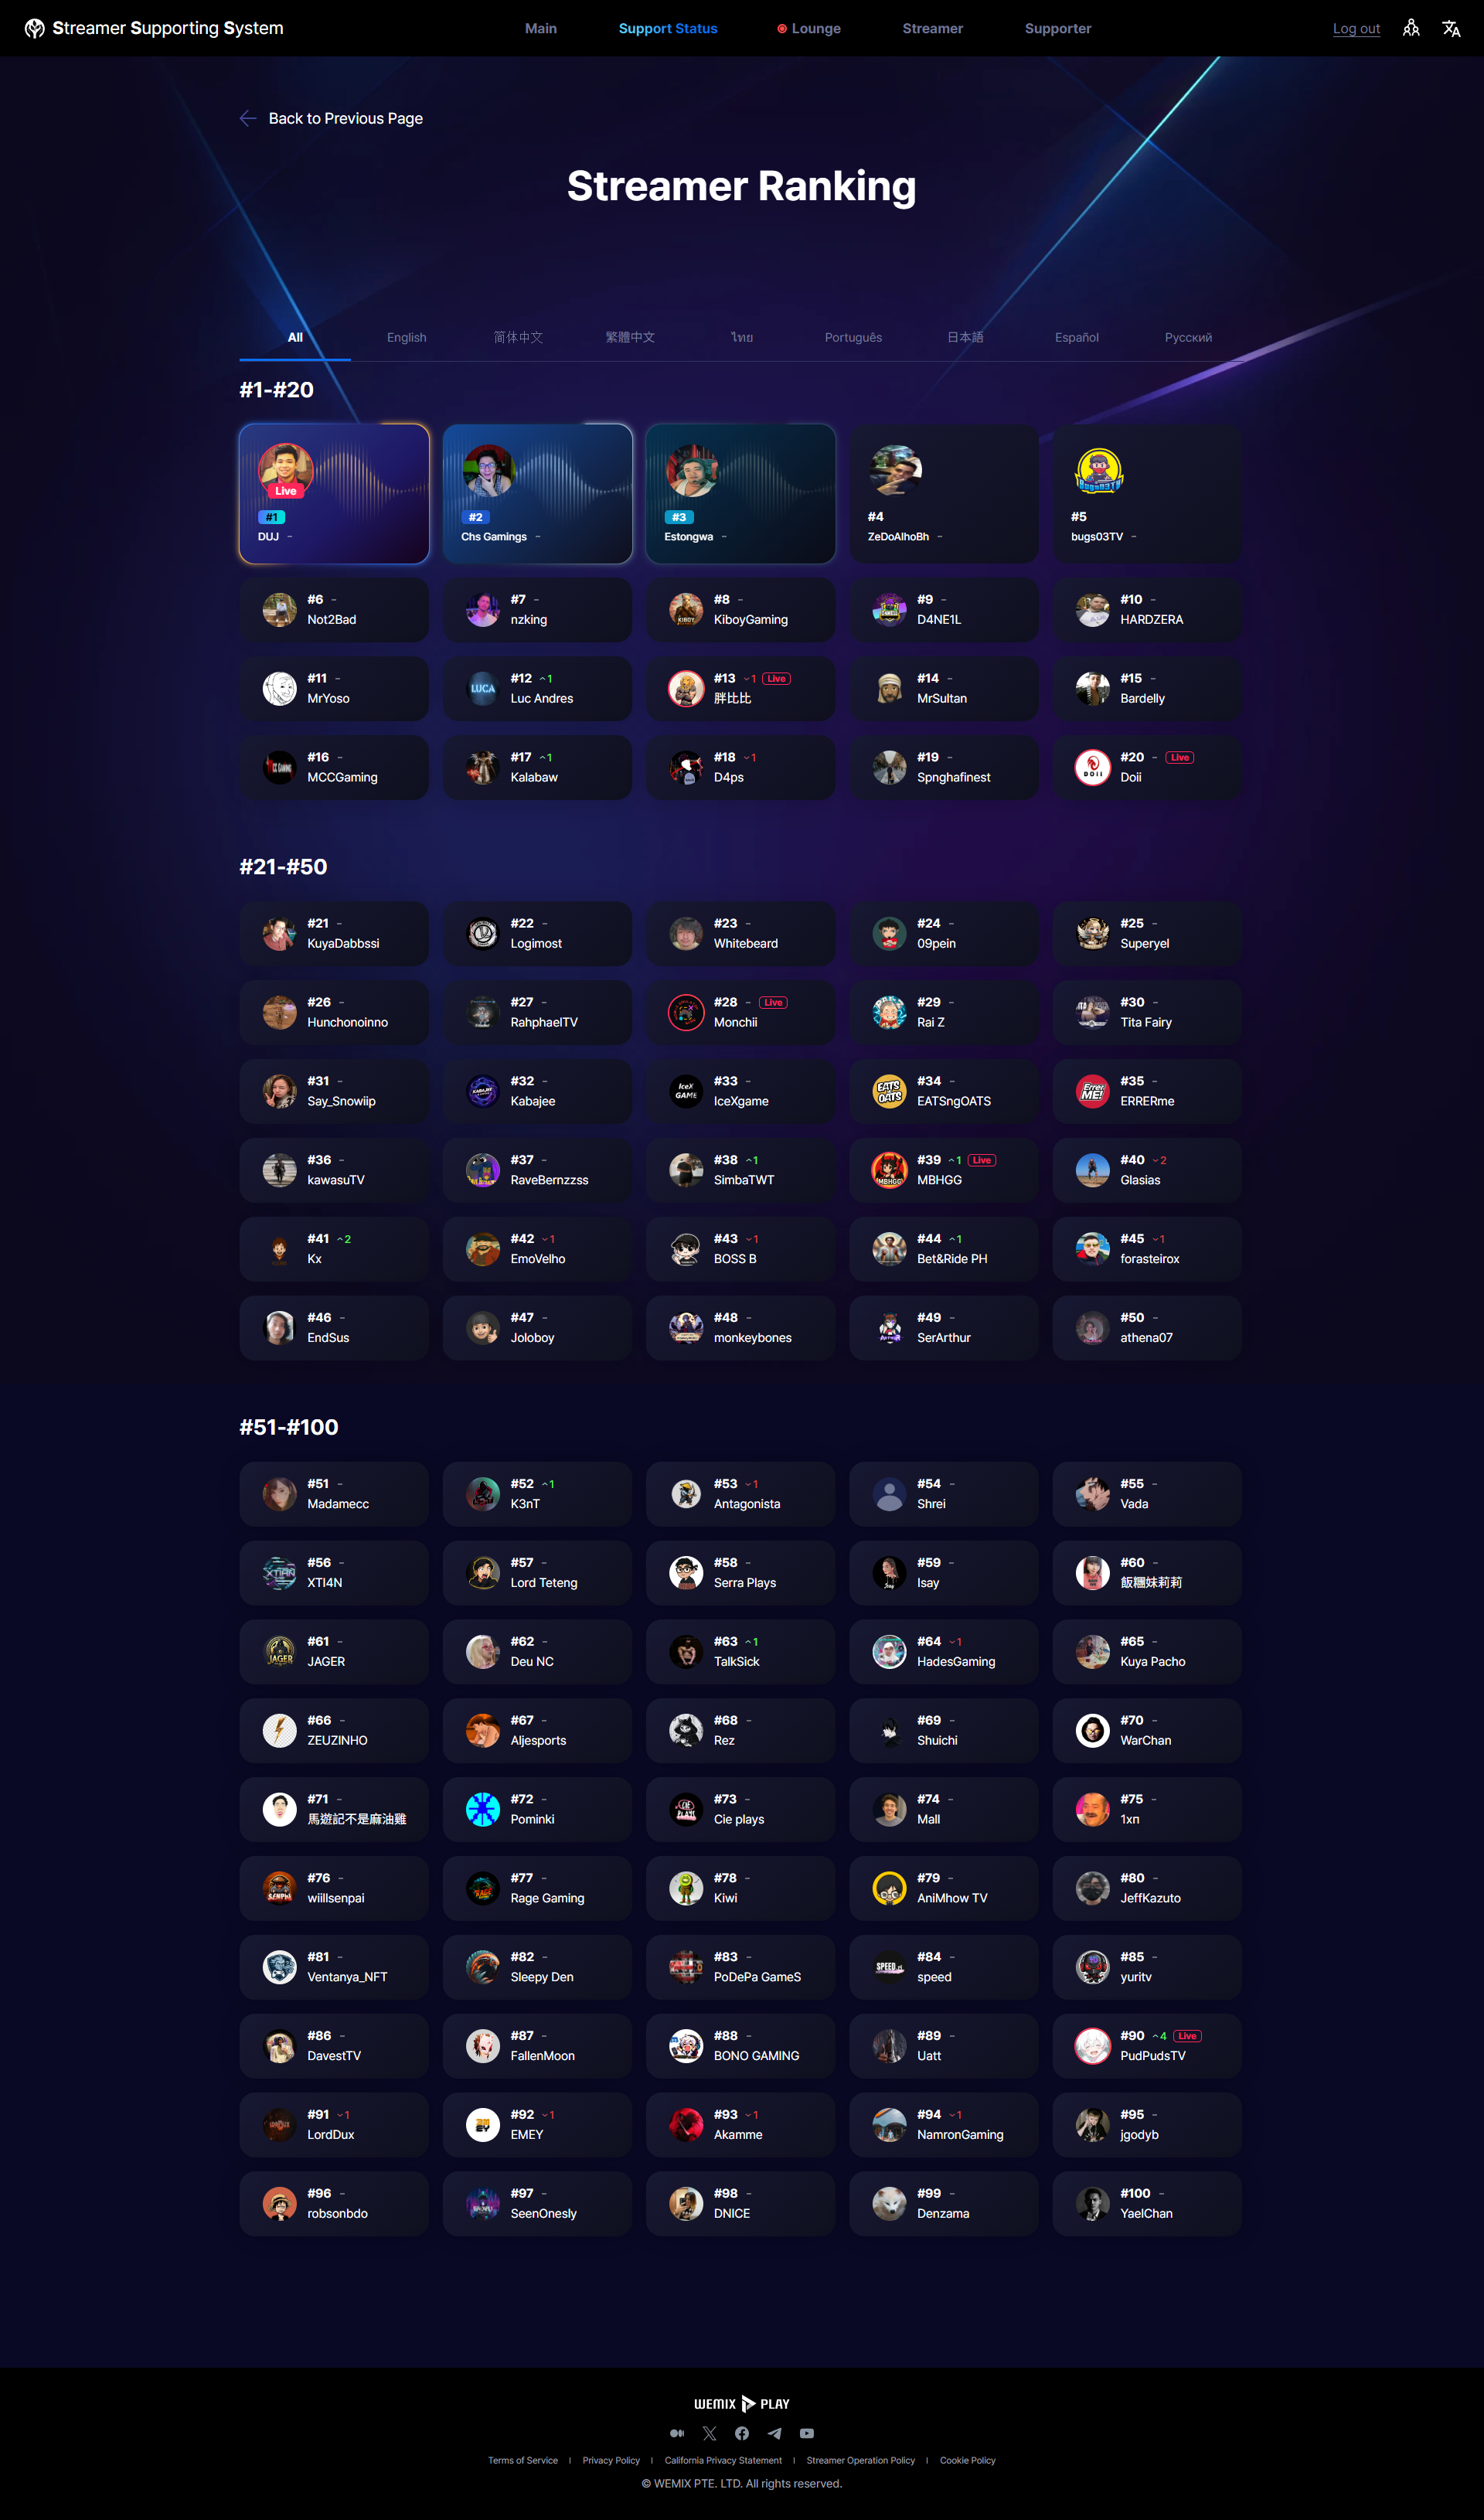 Streamer Supporting System
Main
Support Status
Lounge
Streamer
Supporter
Log out
Back to Previous Page
Streamer Ranking
All
English
简体中文
繁體中文
ไทย
Português
日本語
Español
Русский
#1-#20
Live
#1
DUJ -
#2
Chs Gamings -
#3
Estongwa -
#4
ZeDoAlhoBh -
#5
bugs03TV -
#6 -
Not2Bad
#7 -
nzking
#8 -
KiboyGaming
#9 -
D4NE1L
#10 -
HARDZERA
#11 -
MrYoso
LUCA
#12 1
Luc Andres
#13 1 Live
胖比比
#14 -
MrSultan
#15 -
Bardelly
#16 -
MCCGaming
#17 1
Kalabaw
#18 1
D4ps
#19 -
Spnghafinest
DOII
#20 - Live
Doii
#21-#50
#21 -
KuyaDabbssi
#22 -
Logimost
#23 -
Whitebeard
#24 -
09pein
#25 -
Superyel
#26 -
Hunchonoinno
#27 -
RahphaelTV
#28 - Live
Monchii
#29 -
Rai Z
#30 -
Tita Fairy
#31 -
Say_Snowiip
#32 -
Kabajee
IceX
GAME
#33 -
IceXgame
EATS
OATS
#34 -
EATSngOATS
Error
ME!
#35 -
ERRERme
#36 -
kawasuTV
#37 -
RaveBernzzss
#38 1
SimbaTWT
MBHGG
#39 1 Live
MBHGG
#40 2
Glasias
#41 2
Kx
#42 1
EmoVelho
#43 1
BOSS B
#44 1
Bet&Ride PH
#45 1
forasteirox
#46 -
EndSus
#47 -
Joloboy
#48 -
monkeybones
#49 -
SerArthur
#50 -
athena07
#51-#100
#51 -
Madamecc
#52 1
K3nT
#53 1
Antagonista
#54 -
Shrei
#55 -
Vada
XTI4N
#56 -
XTI4N
#57 -
Lord Teteng
#58 -
Serra Plays
#59 -
Isay
#60 -
飯糰妹莉莉
JAGER
#61 -
JAGER
#62 -
Deu NC
#63 1
TalkSick
#64 1
HadesGaming
#65 -
Kuya Pacho
#66 -
ZEUZINHO
#67 -
Aljesports
#68 -
Rez
#69 -
Shuichi
#70 -
WarChan
#71 -
馬遊記不是麻油雞
#72 -
Pominki
#73 -
Cie plays
#74 -
Mall
#75 -
1хп
#76 -
wiillsenpai
#77 -
Rage Gaming
#78 -
Kiwi
#79 -
AniMhow TV
#80 -
JeffKazuto
#81 -
Ventanya_NFT
#82 -
Sleepy Den
#83 -
PoDePa GameS
SPEED
#84 -
speed
#85 -
yuritv
#86 -
DavestTV
#87 -
FallenMoon
#88 -
BONO GAMING
#89 -
Uatt
#90 4 Live
PudPudsTV
#91 1
LordDux
#92 1
EMEY
#93 1
Akamme
#94 1
NamronGaming
#95 -
jgodyb
#96 -
robsonbdo
#97 -
SeenOnesly
#98 -
DNICE
#99 -
Denzama
#100 -
YaelChan
WEMIX PLAY
Terms of Service | Privacy Policy | California Privacy Statement | Streamer Operation Policy | Cookie Policy
© WEMIX PTE. LTD. All rights reserved.